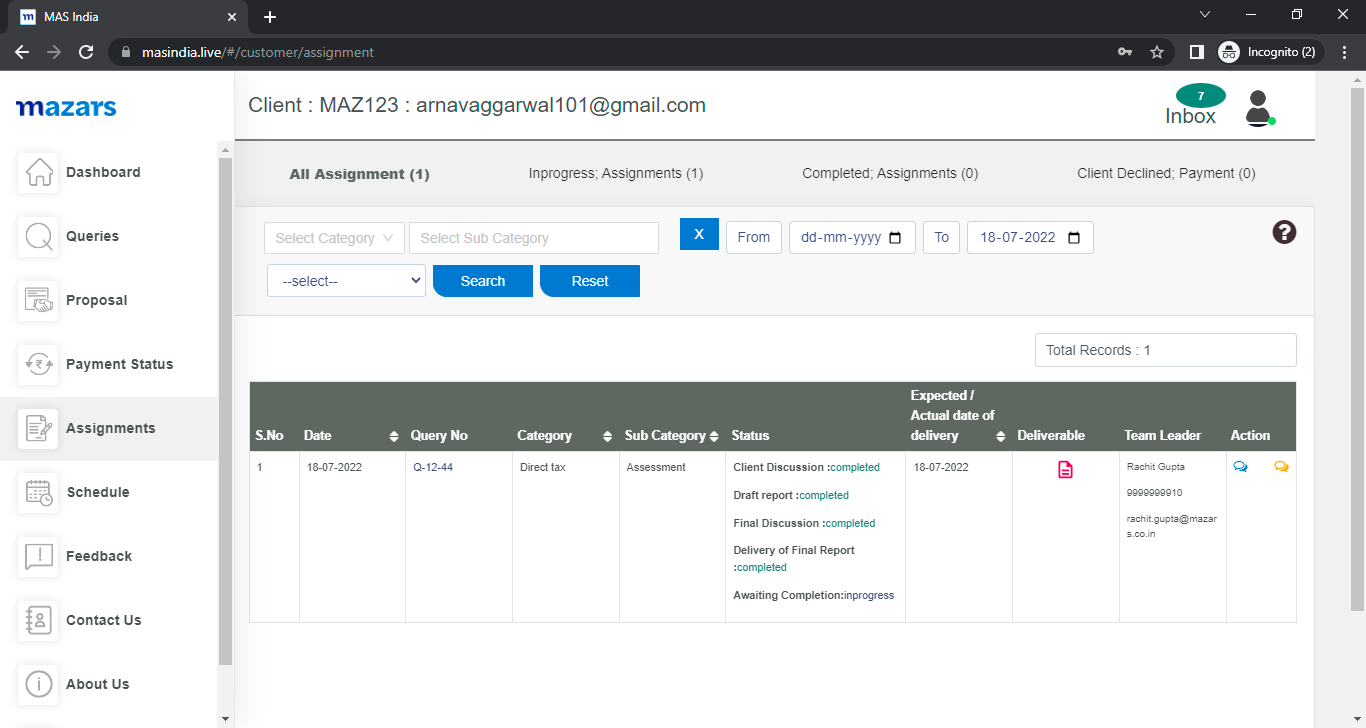 MAS India
masindia.live/#/customer/assignment
Incognito (2)
mazars
Client : MAZ123 : arnavaggarwal101@gmail.com
7
Inbox
Dashboard
Queries
Proposal
Payment Status
Assignments
Schedule
Feedback
Contact Us
About Us
All Assignment (1)
Inprogress; Assignments (1)
Completed; Assignments (0)
Client Declined; Payment (0)
Select Category
Select Sub Category
X
From
dd-mm-yyyy
To
18-07-2022
?
--select--
Search
Reset
Total Records : 1
S.No
Date
Query No
Category
Sub Category
Status
Expected /
Actual date of
delivery
Deliverable
Team Leader
Action
1
18-07-2022
Q-12-44
Direct tax
Assessment
Client Discussion :completed
Draft report :completed
Final Discussion :completed
Delivery of Final Report
:completed
Awaiting Completion:inprogress
18-07-2022
Rachit Gupta
9999999910
rachit.gupta@mazar
s.co.in